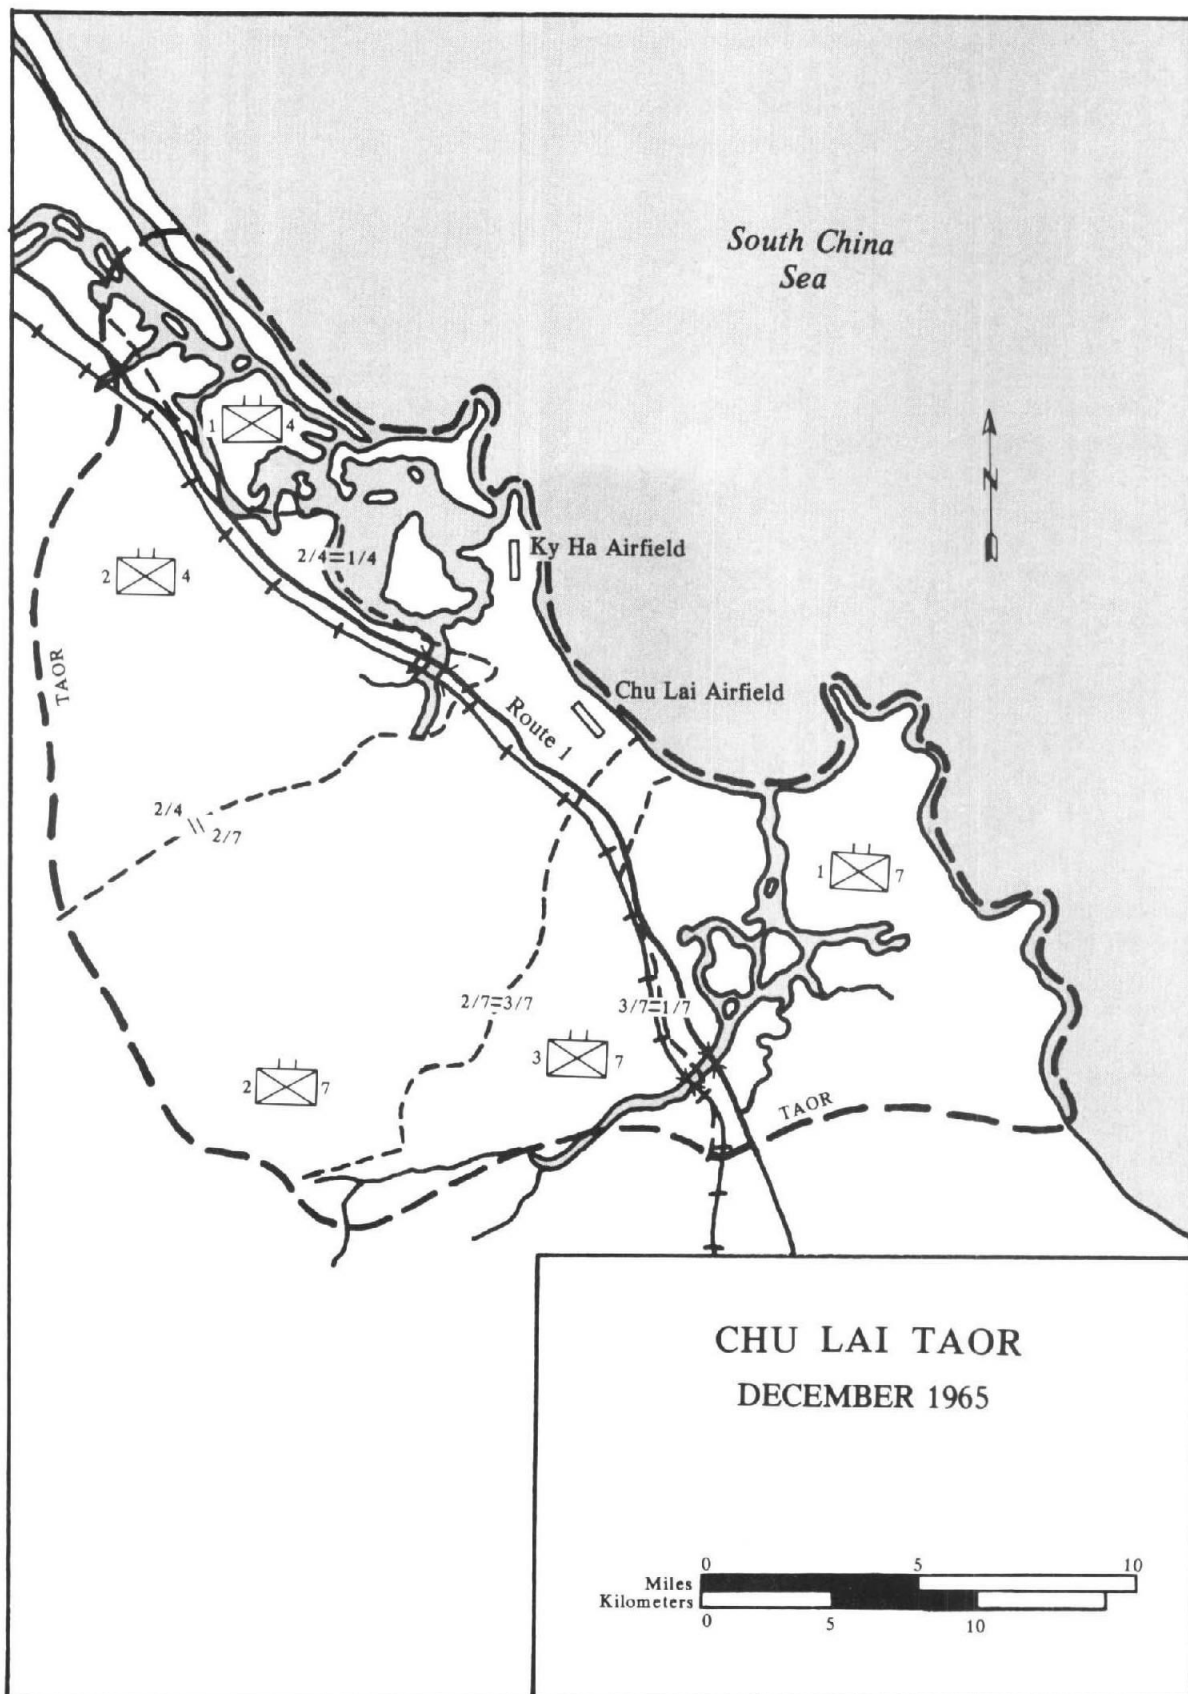 South China
Sea
1 4
N
2/4 = 1/4
Ky Ha Airfield
2 4
TAOR
Chu Lai Airfield
Route 1
2/4
2/7
1 7
2/7 = 3/7
3/7 = 1/7
3 7
2 7
TAOR
CHU LAI TAOR
DECEMBER 1965
0 5 10
Miles
Kilometers
0 5 10